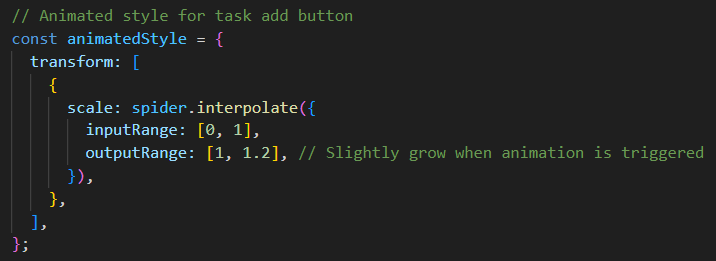 // Animated style for task add button
const animatedStyle = {
  transform: [
    {
      scale: spider.interpolate({
        inputRange: [0, 1],
        outputRange: [1, 1.2], // Slightly grow when animation is triggered
      }),
    },
  ],
};